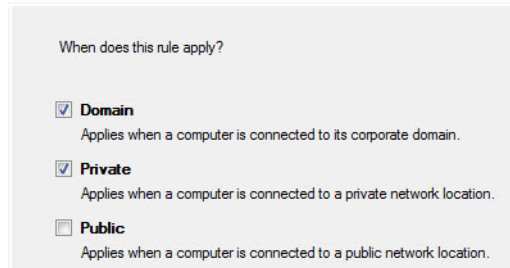 When does this rule apply?
Domain
Applies when a computer is connected to its corporate domain.
Private
Applies when a computer is connected to a private network location.
Public
Applies when a computer is connected to a public network location.